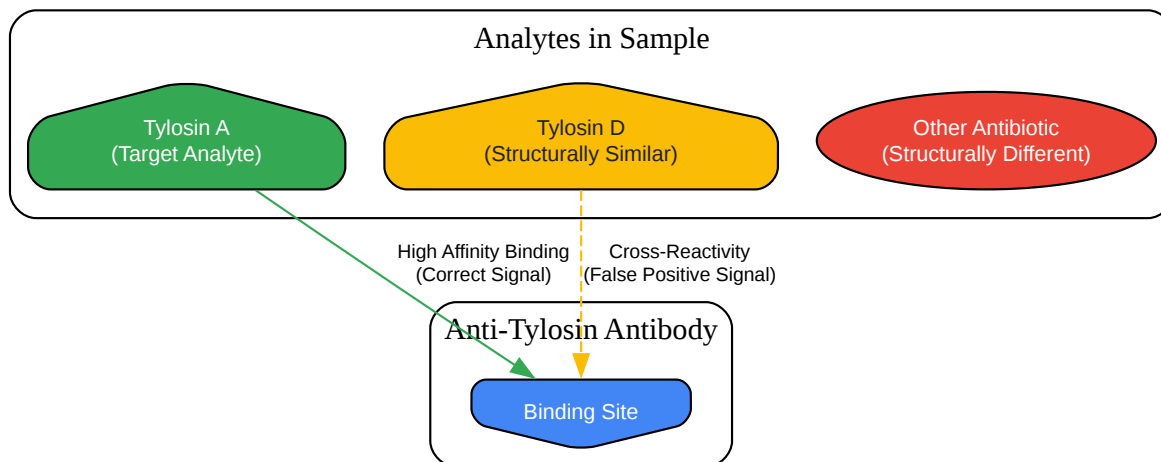 Analytes in Sample
Tylosin A
(Target Analyte)
Tylosin D
(Structurally Similar)
Other Antibiotic
(Structurally Different)
High Affinity Binding
(Correct Signal)
Cross-Reactivity
(False Positive Signal)
Anti-Tylosin Antibody
Binding Site